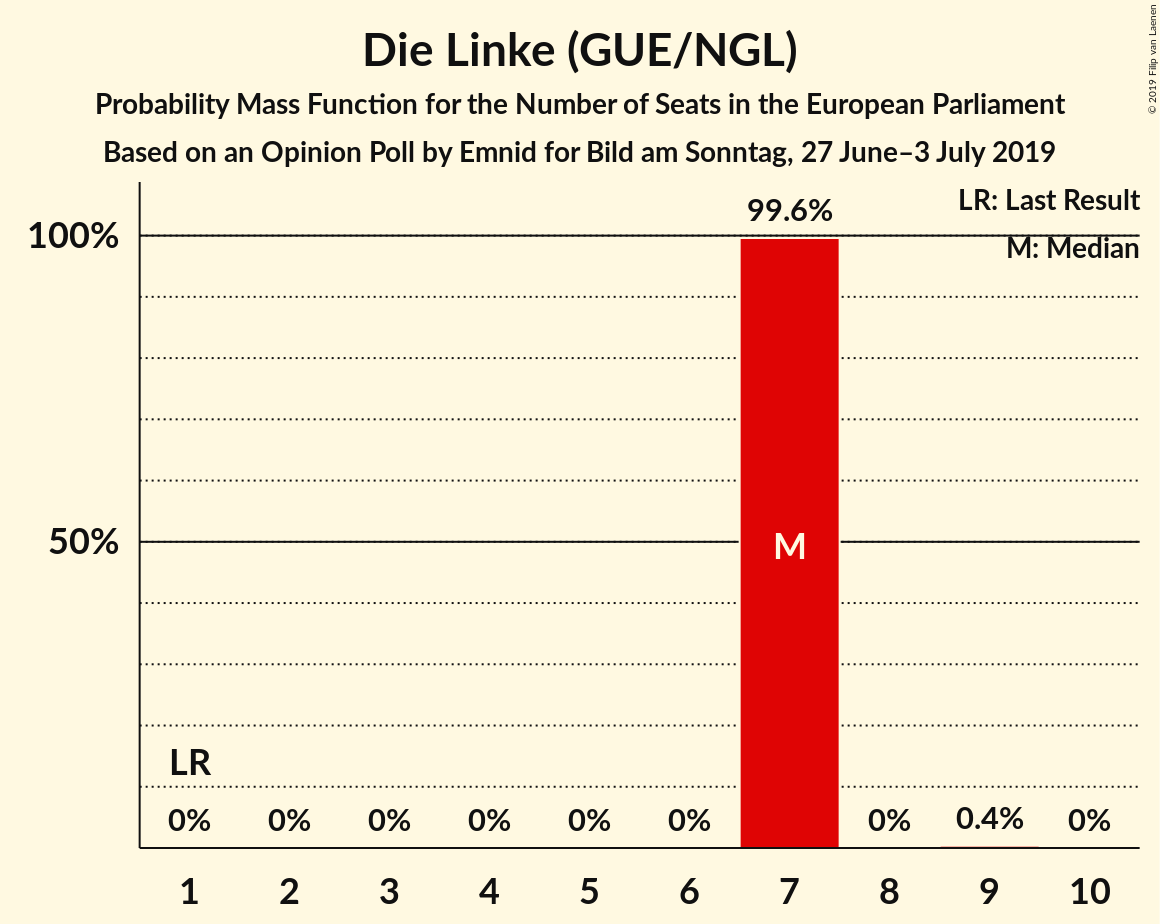 Die Linke (GUE/NGL)
Probability Mass Function for the Number of Seats in the European Parliament
Based on an Opinion Poll by Emnid for Bild am Sonntag, 27 June–3 July 2019
© 2019 Filip van Laenen
LR: Last Result
M: Median
99.6%
100%
50%
M
LR
0% 0% 0% 0% 0% 0% 0% 0.4% 0%
1 2 3 4 5 6 7 8 9 10